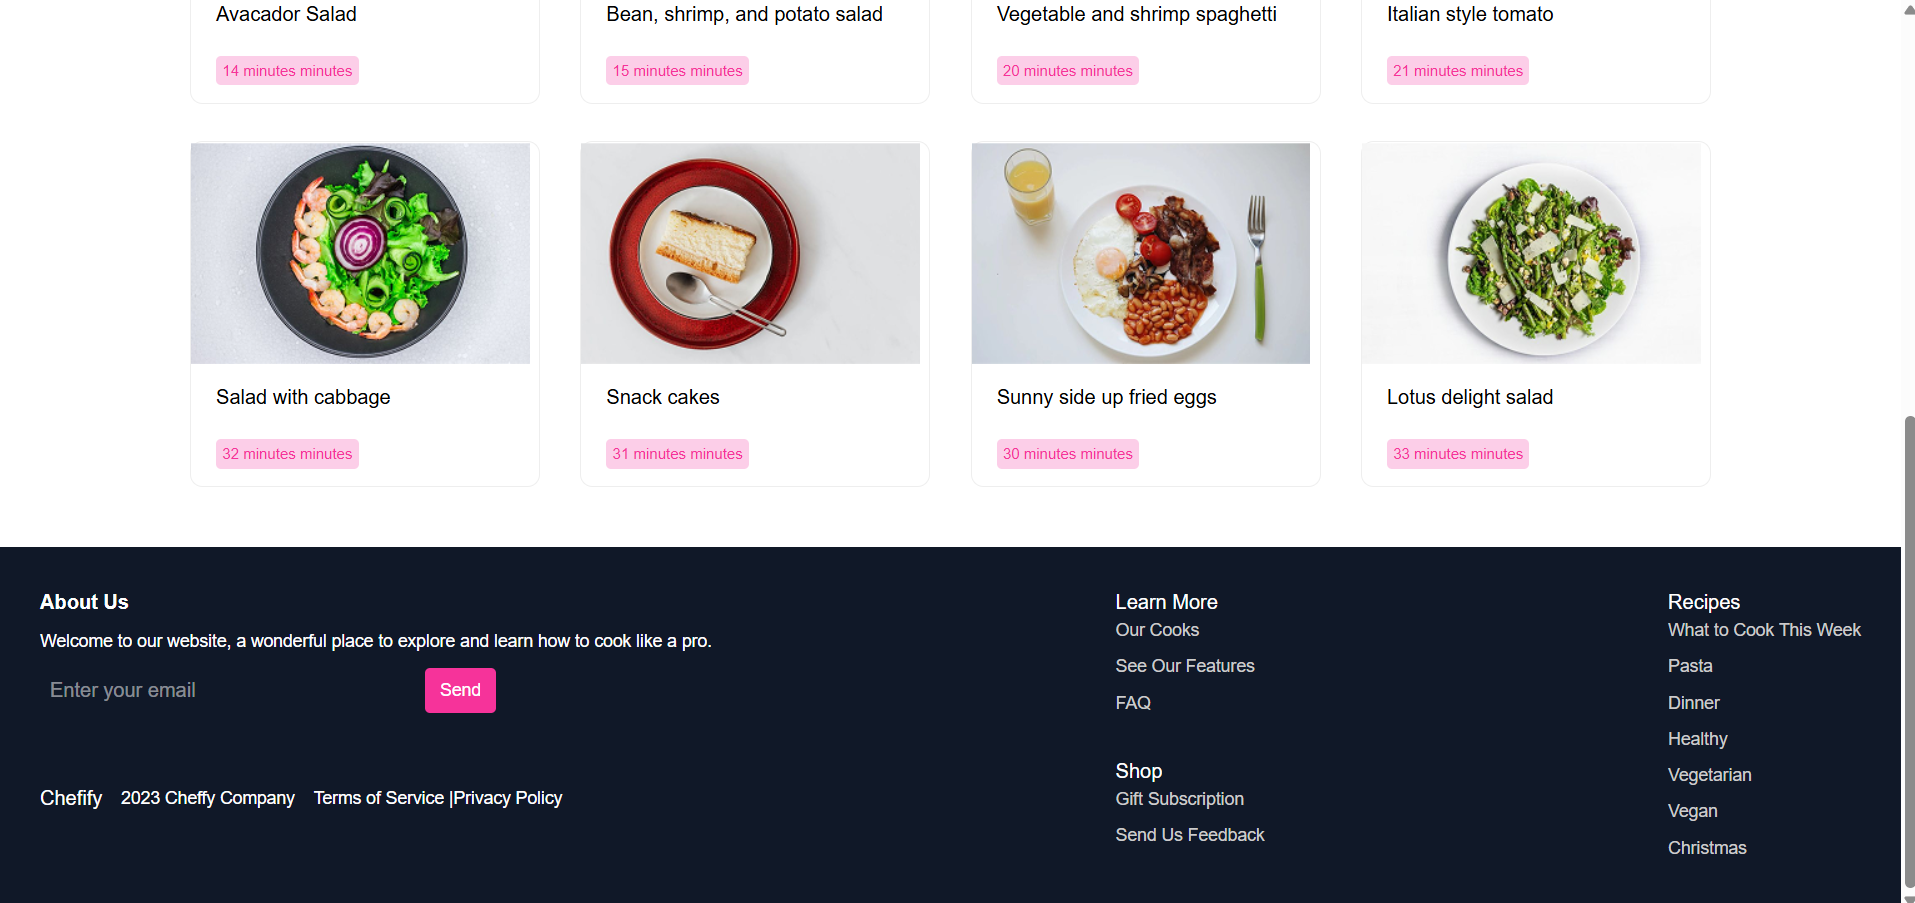 Avacador Salad
Bean, shrimp, and potato salad
Vegetable and shrimp spaghetti
Italian style tomato
14 minutes minutes
15 minutes minutes
20 minutes minutes
21 minutes minutes
Salad with cabbage
Snack cakes
Sunny side up fried eggs
Lotus delight salad
32 minutes minutes
31 minutes minutes
30 minutes minutes
33 minutes minutes
About Us
Welcome to our website, a wonderful place to explore and learn how to cook like a pro.
Enter your email
Send
Chefify
2023 Cheffy Company
Terms of Service |Privacy Policy
Learn More
Our Cooks
See Our Features
FAQ
Shop
Gift Subscription
Send Us Feedback
Recipes
What to Cook This Week
Pasta
Dinner
Healthy
Vegetarian
Vegan
Christmas